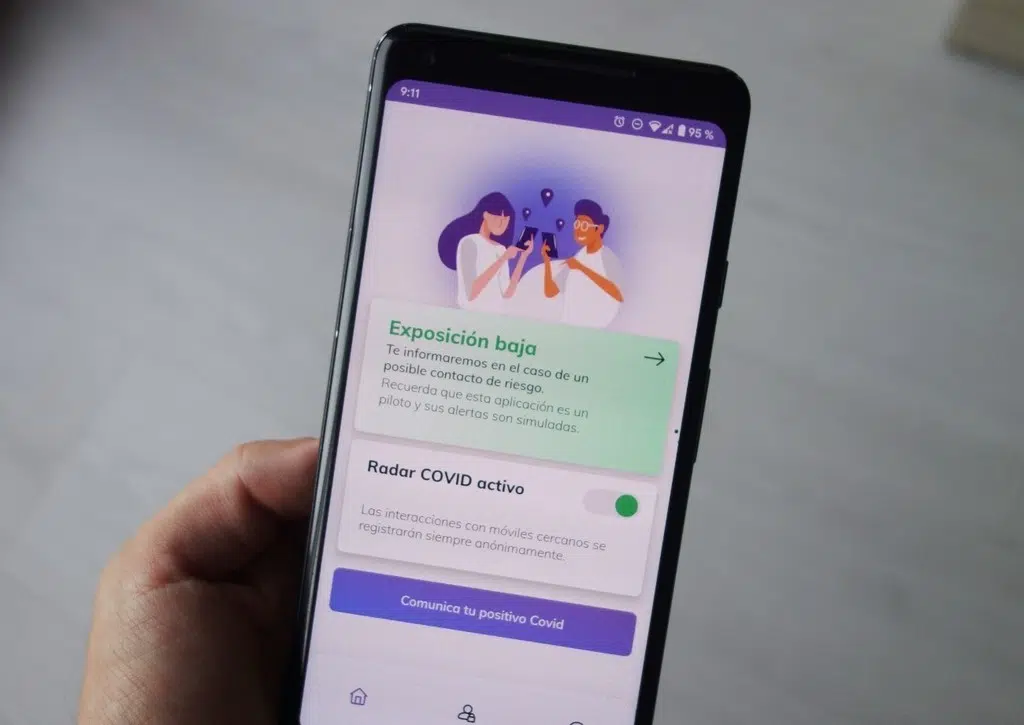 9:11
95 %
Exposición baja
Te informaremos en el caso de un
posible contacto de riesgo.
Recuerda que esta aplicación es un
piloto y sus alertas son simuladas.
Radar COVID activo
Las interacciones con móviles cercanos se
registrarán siempre anónimamente.
Comunica tu positivo Covid